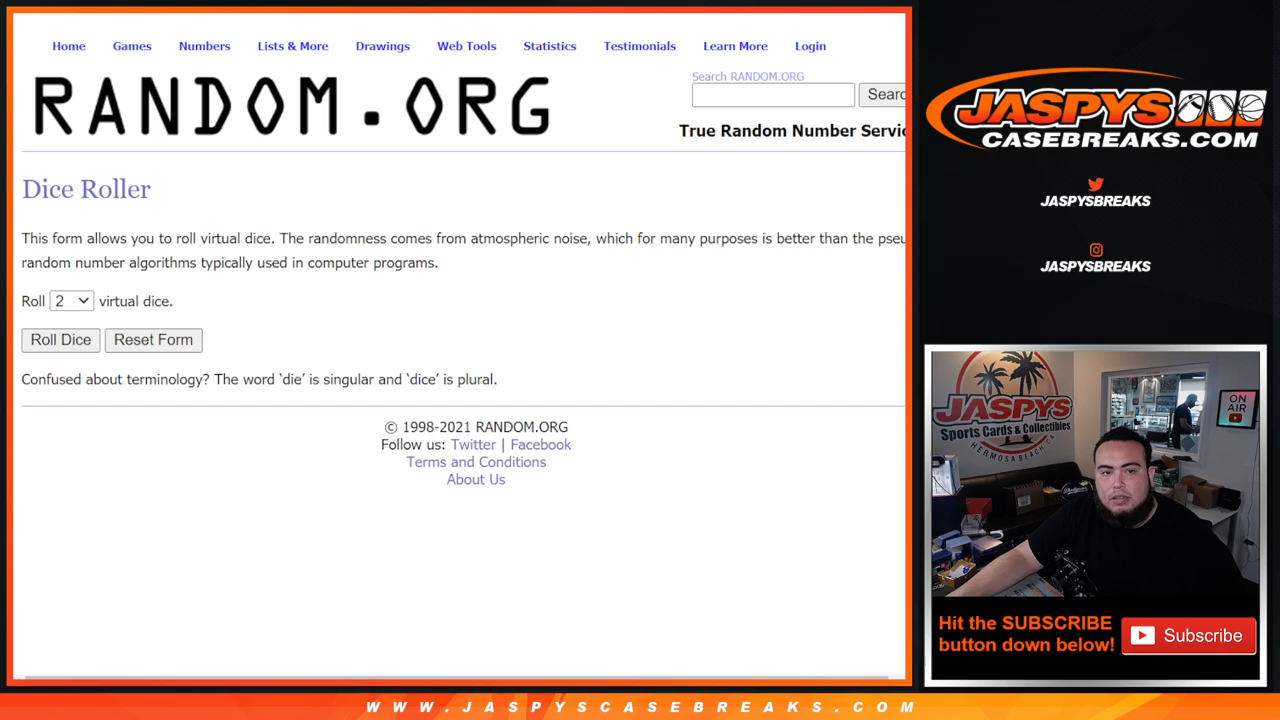 Home Games Numbers Lists & More Drawings Web Tools Statistics Testimonials Learn More Login
RANDOM.ORG
Search RANDOM.ORG
Searc
True Random Number Servic
Dice Roller
This form allows you to roll virtual dice. The randomness comes from atmospheric noise, which for many purposes is better than the pseu
random number algorithms typically used in computer programs.
Roll 2 virtual dice.
Roll Dice Reset Form
Confused about terminology? The word ‘die’ is singular and ‘dice’ is plural.
© 1998-2021 RANDOM.ORG
Follow us: Twitter | Facebook
Terms and Conditions
About Us
JASPYS
CASEBREAKS.COM
JASPYSBREAKS
JASPYSBREAKS
JASPYS
Sports Cards & Collectibles
HERMOSA BEACH, CA
ON
AIR
Hit the SUBSCRIBE
button down below!
Subscribe
WWW.JASPYSCASEBREAKS.COM